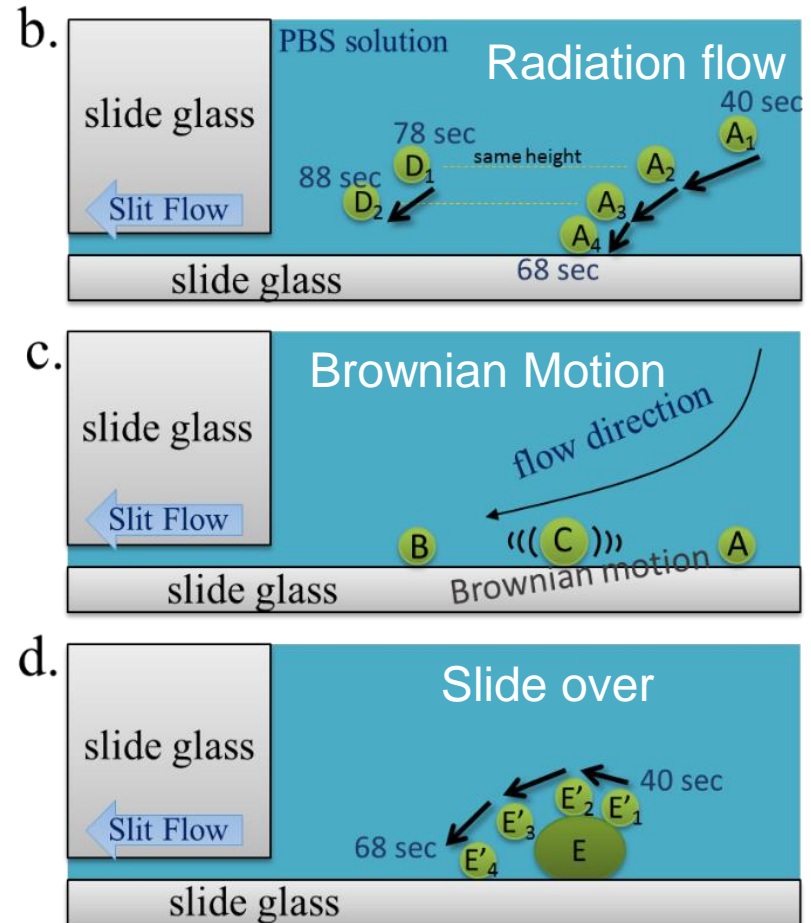 b.
PBS solution
Radiation flow
slide glass
40 sec
A1
78 sec
same height
D1
A2
88 sec
D2
A3
Slit Flow
A4
68 sec
slide glass
c.
Brownian Motion
slide glass
flow direction
Slit Flow
B
((( C )))
A
Brownian motion
slide glass
d.
Slide over
slide glass
40 sec
E'2
E'1
Slit Flow
E'3
68 sec
E'4
E
slide glass